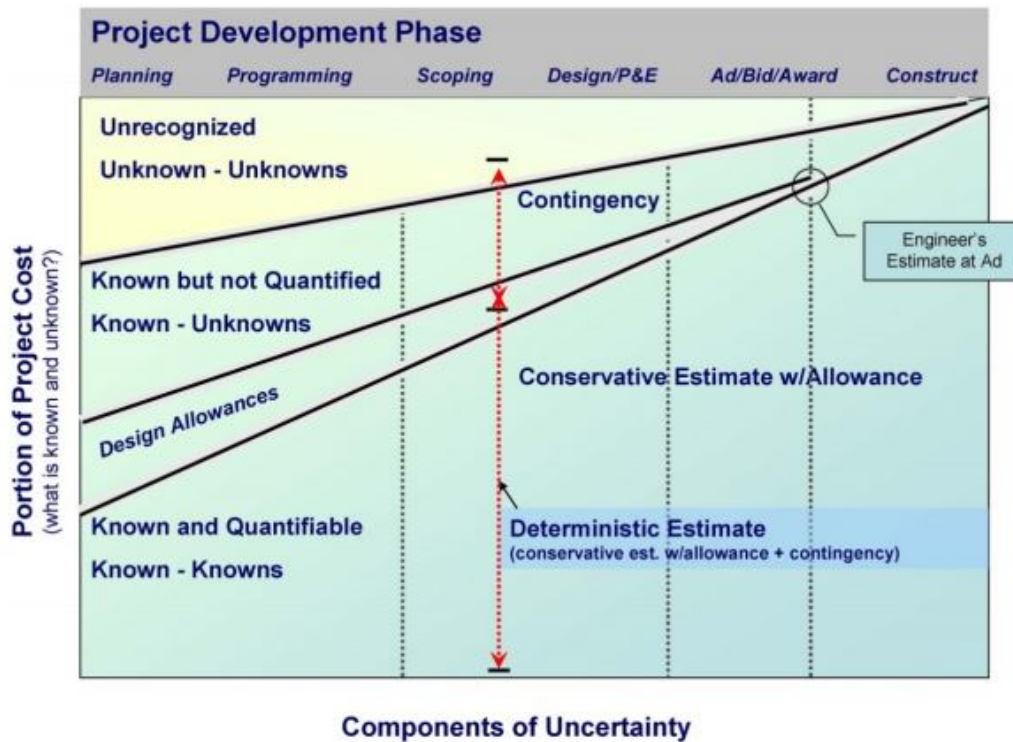 Project Development Phase
Planning Programming Scoping Design/P&E Ad/Bid/Award Construct
Unrecognized
Unknown - Unknowns
Contingency
Engineer's
Estimate at Ad
Known but not Quantified
Known - Unknowns
Conservative Estimate w/Allowance
Design Allowances
Known and Quantifiable
Known - Knowns
Deterministic Estimate
(conservative est. w/allowance + contingency)
Portion of Project Cost
(what is known and unknown?)
Components of Uncertainty